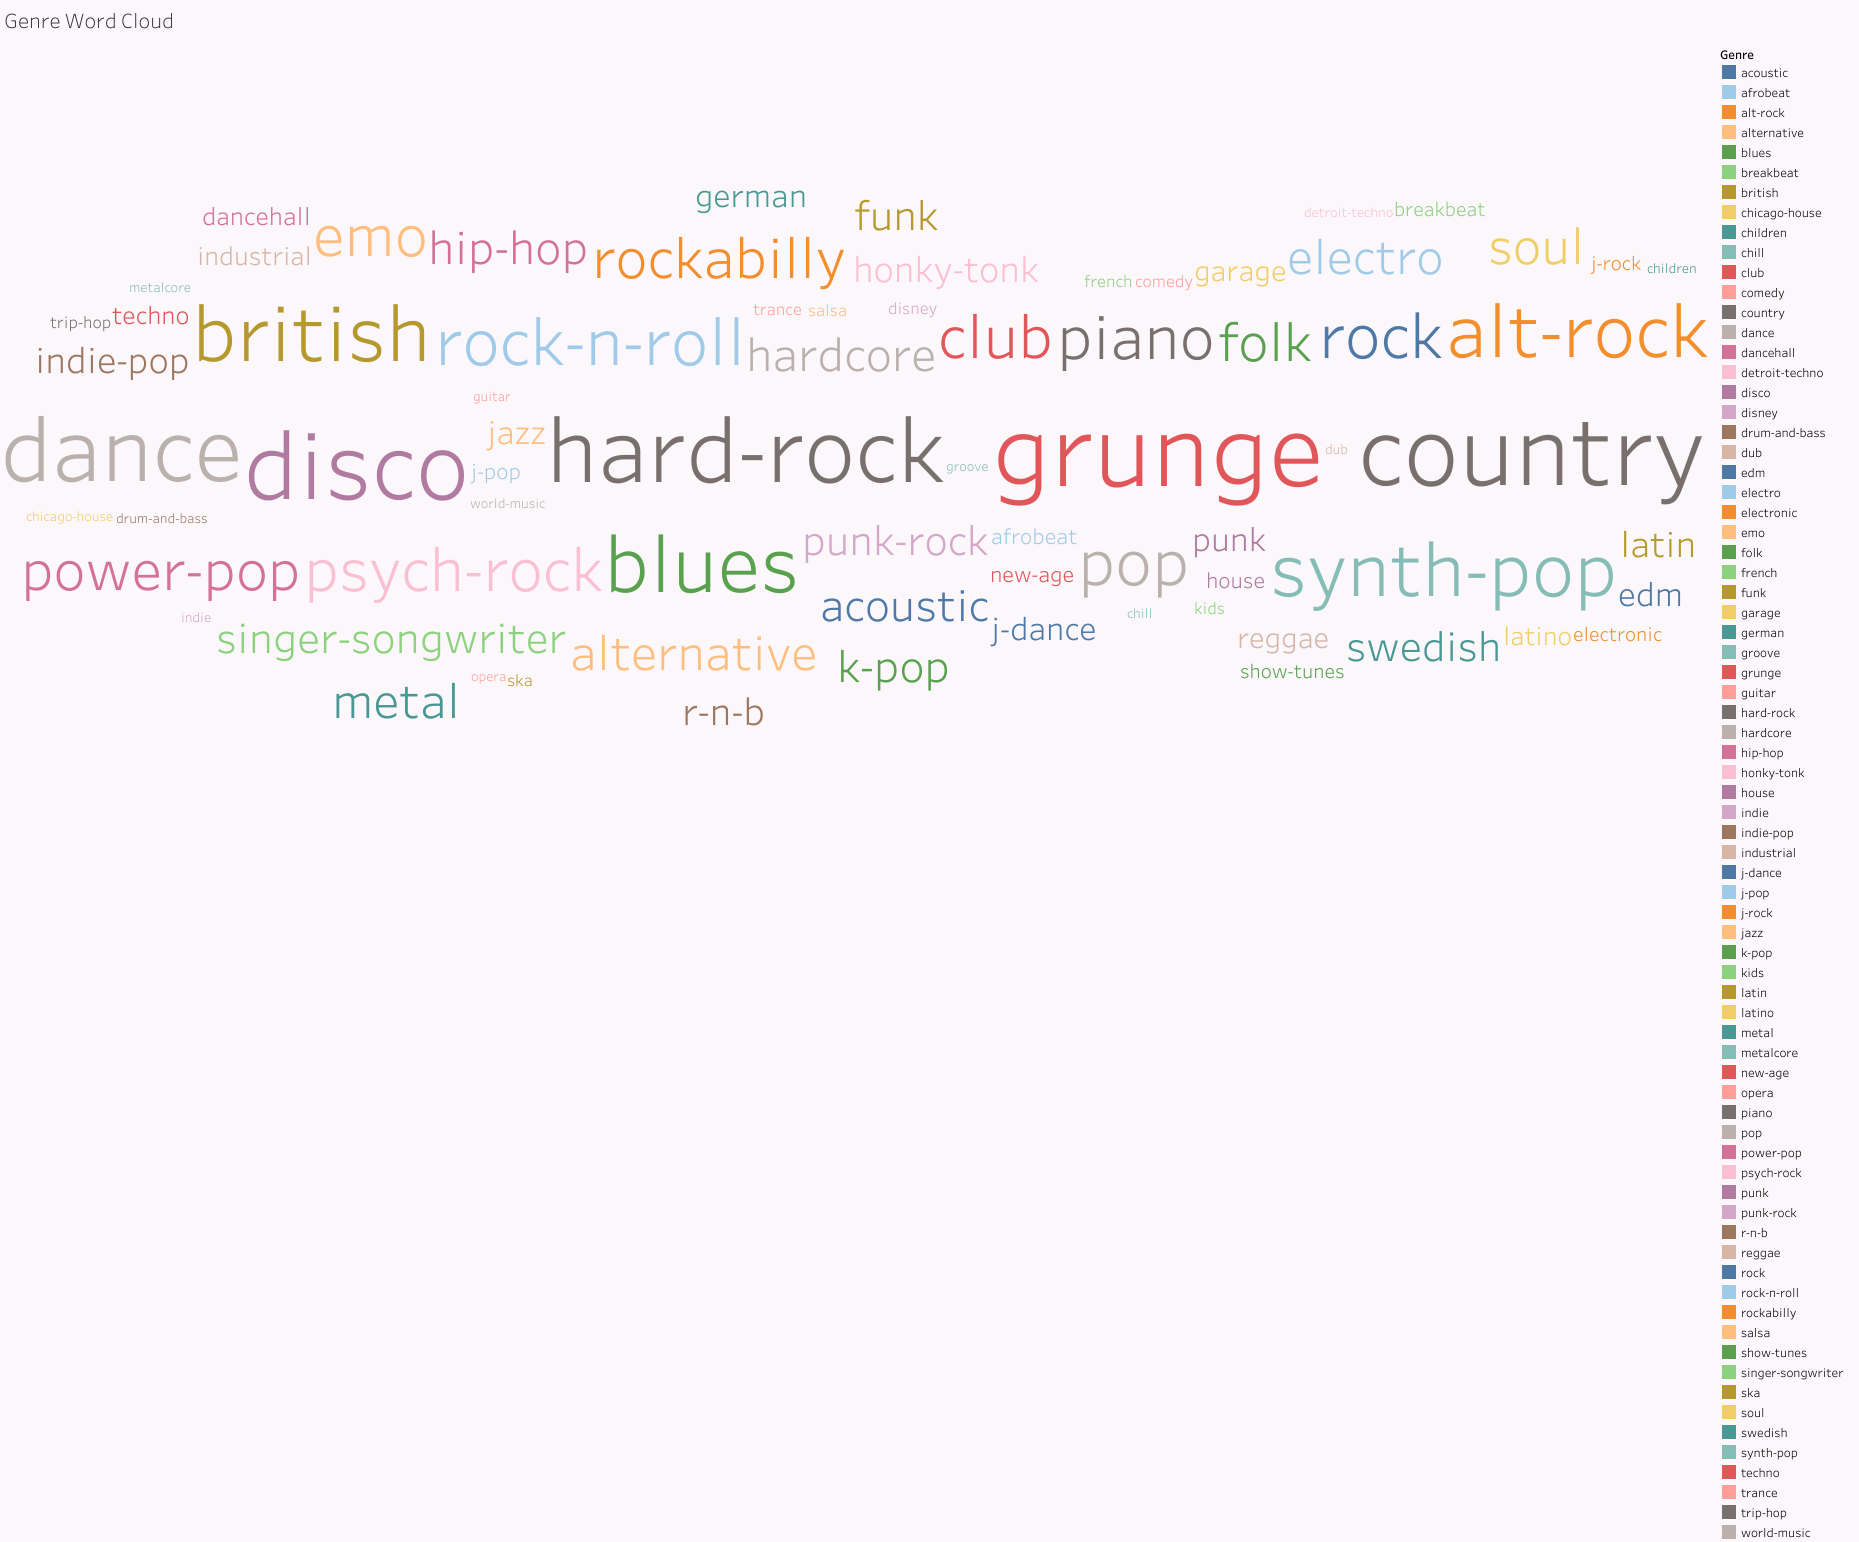 Genre Word Cloud
german
dancehall
funk
detroit-techno breakbeat
emo hip-hop
industrial
rockabilly
honky-tonk
electro
soul
j-rock children
french comedy garage
metalcore
trip-hop techno
british
rock-n-roll
trance salsa
disney
hardcore
club piano folk rock alt-rock
indie-pop
guitar
dance disco
jazz
j-pop
world-music
hard-rock
groove
grunge
dub
country
chicago-house drum-and-bass
power-pop psych-rock blues
punk-rock afrobeat
new-age
pop
punk
house
synth-pop
latin
edm
indie
singer-songwriter
alternative
acoustic
j-dance
chill
kids
reggae
swedish
latino electronic
k-pop
show-tunes
opera ska
metal
r-n-b
Genre
acoustic
afrobeat
alt-rock
alternative
blues
breakbeat
british
chicago-house
children
chill
club
comedy
country
dance
dancehall
detroit-techno
disco
disney
drum-and-bass
dub
edm
electro
electronic
emo
folk
french
funk
garage
german
groove
grunge
guitar
hard-rock
hardcore
hip-hop
honky-tonk
house
indie
indie-pop
industrial
j-dance
j-pop
j-rock
jazz
k-pop
kids
latin
latino
metal
metalcore
new-age
opera
piano
pop
power-pop
psych-rock
punk
punk-rock
r-n-b
reggae
rock
rock-n-roll
rockabilly
salsa
show-tunes
singer-songwriter
ska
soul
swedish
synth-pop
techno
trance
trip-hop
world-music